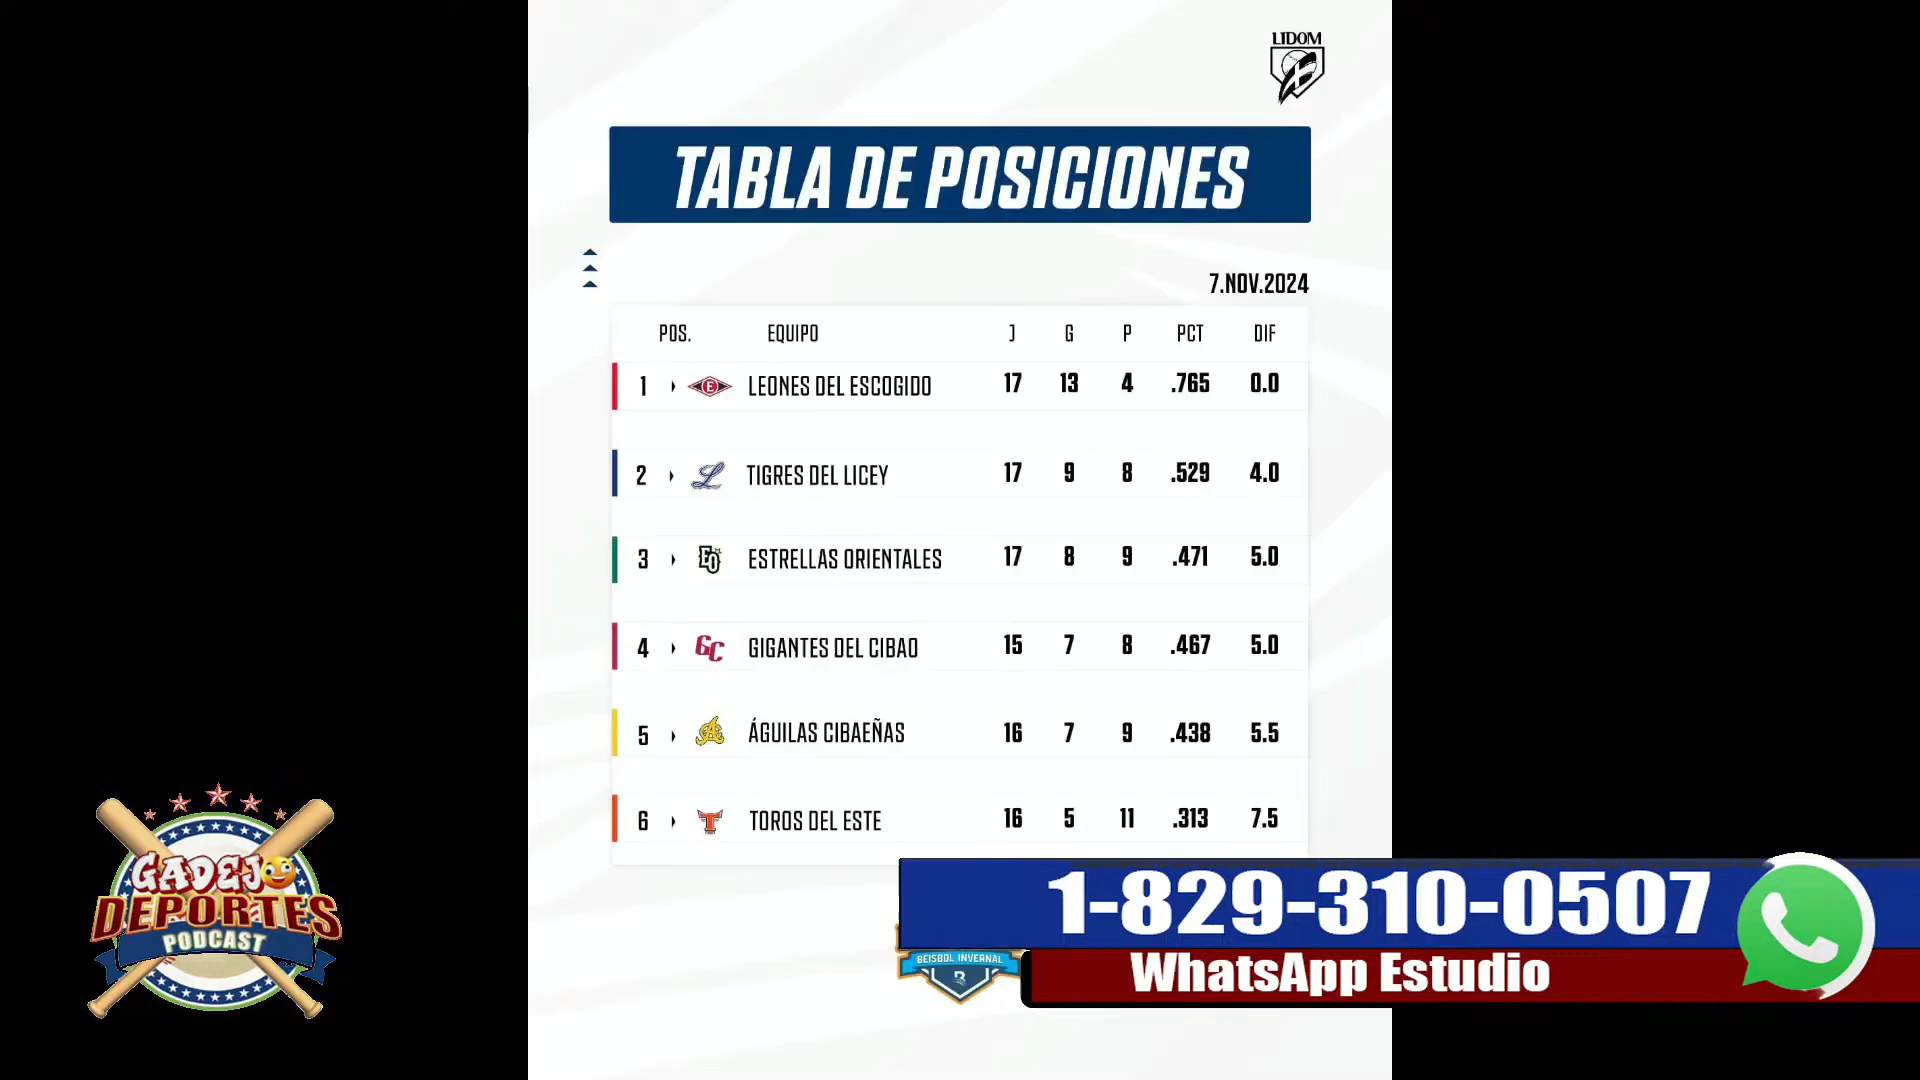 LIDOM
TABLA DE POSICIONES
7.NOV.2024
POS. EQUIPO J G P PCT DIF
1 LEONES DEL ESCOGIDO 17 13 4 .765 0.0
2 TIGRES DEL LICEY 17 9 8 .529 4.0
3 ESTRELLAS ORIENTALES 17 8 9 .471 5.0
4 GIGANTES DEL CIBAO 15 7 8 .467 5.0
5 ÁGUILAS CIBAEÑAS 16 7 9 .438 5.5
6 TOROS DEL ESTE 16 5 11 .313 7.5
GADEJO
DEPORTES
PODCAST
1-829-310-0507
BEISBOL INVERNAL
WhatsApp Estudio